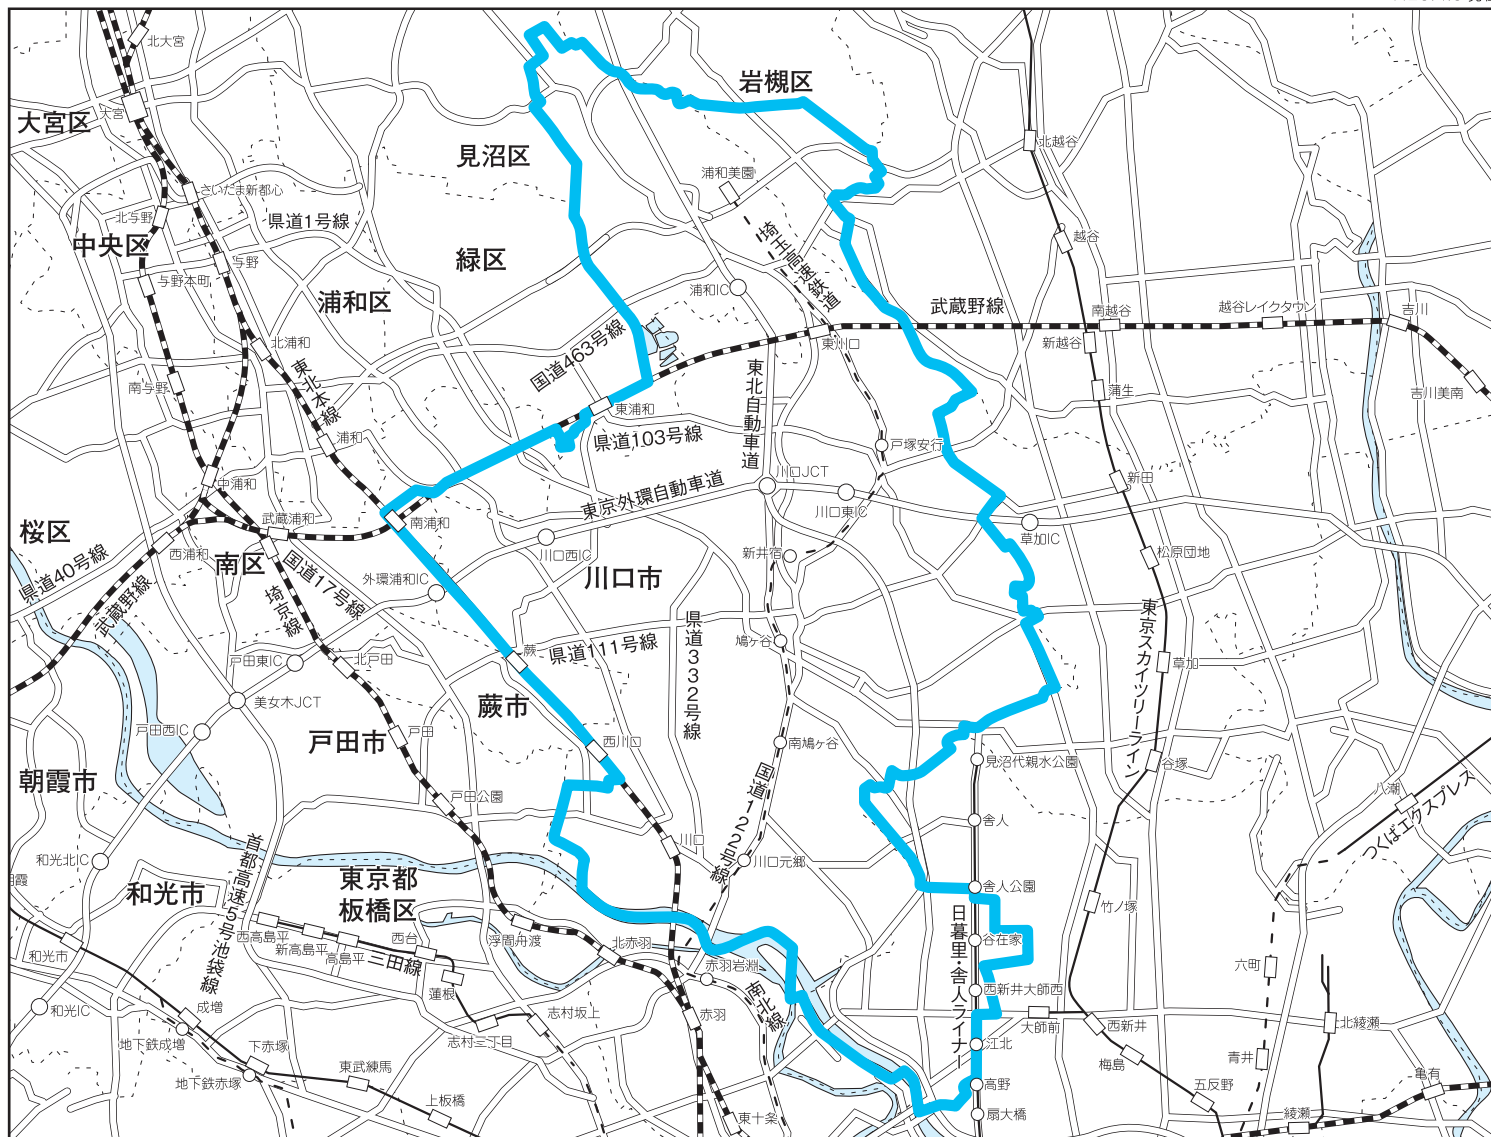 北大宮
岩槻区
大宮
大宮区
見沼区
浦和美園
北越谷
さいたま新都心
北与野
県道1号線
埼玉高速鉄道
越谷
中央区
緑区
与野
与野本町
浦和IC
浦和区
武蔵野線
南越谷
越谷レイクタウン
吉川
国道463号線
東川口
新越谷
北浦和
東北本線
南与野
東北自動車道
蒲生
吉川美南
東浦和
県道103号線
浦和
戸塚安行
中浦和
川口JCT
新田
東京外環自動車道
川口東IC
武蔵浦和
南浦和
桜区
西浦和
川口西IC
新井宿
草加IC
松原団地
南区
国道17号線
外環浦和IC
川口市
県道40号線
武蔵野線
埼京線
県道332号線
鳩ヶ谷
東京スカイツリーライン
県道111号線
蕨
戸田東IC
北戸田
草加
美女木JCT
蕨市
戸田西IC
戸田市
戸田
西川口
南鳩ヶ谷
見沼代親水公園
谷塚
朝霞市
国道122号線
八潮
つくばエクスプレス
戸田公園
舎人
川口
首都高速5号池袋線
和光北IC
川口元郷
和光市
東京都
板橋区
舎人公園
竹ノ塚
日暮里・舎人ライナー
西高島平
新高島平
高島平
三田線
西台
浮間舟渡
北赤羽
谷在家
和光市
赤羽岩淵
六町
蓮根
南北線
西新井大師西
和光IC
成増
志村坂上
赤羽
大師前
西新井
北綾瀬
地下鉄成増
志村三丁目
江北
下赤塚
梅島
青井
地下鉄赤塚
東武練馬
高野
五反野
亀有
上板橋
東十条
扇大橋
綾瀬